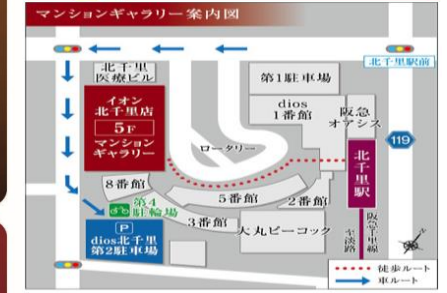 マンションギャラリー案内図
北千里駅前
北千里
医療ビル
第1駐車場
イオン
北千里店
5F
マンション
ギャラリー
dios
1番館
阪急
オアシス
119
ロータリー
北千里駅
8番館
第4
駐輪場
5番館
2番館
3番館
大丸ピーコック
P
dios北千里
第2駐車場
阪急千里線
至淡路
徒歩ルート
車ルート